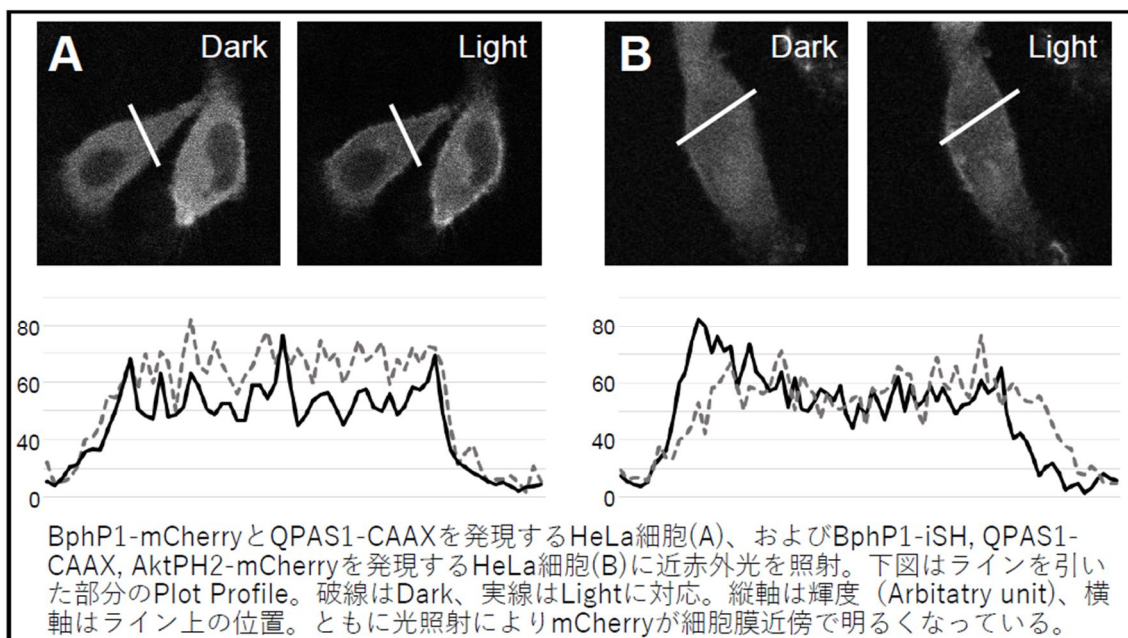 A Dark Light B Dark Light
80
60
40
0
80
60
40
0
BphP1-mCherryとQPAS1-CAAXを発現するHeLa細胞(A)、およびBphP1-iSH, QPAS1-
CAAX, AktPH2-mCherryを発現するHeLa細胞(B)に近赤外光を照射。下図はラインを引い
た部分のPlot Profile。破線はDark、実線はLightに対応。縦軸は輝度（Arbitatry unit)、横
軸はライン上の位置。ともに光照射によりmCherryが細胞膜近傍で明るくなっている。